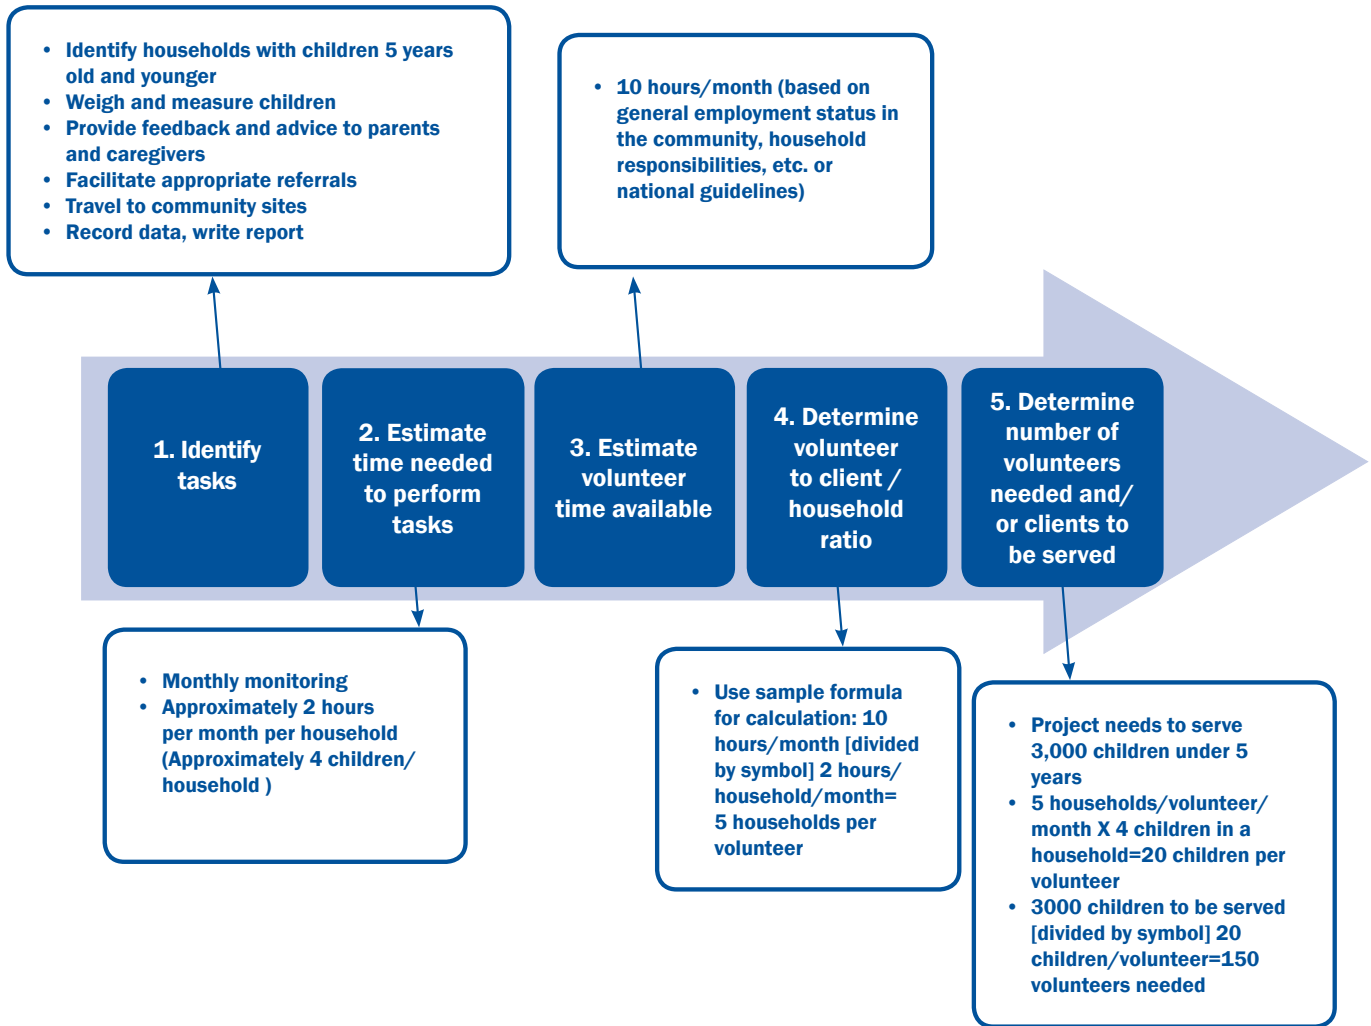 • Identify households with children 5 years
old and younger
• Weigh and measure children
• Provide feedback and advice to parents
and caregivers
• Facilitate appropriate referrals
• Travel to community sites
• Record data, write report
• 10 hours/month (based on
general employment status in
the community, household
responsibilities, etc. or
national guidelines)
1. Identify
tasks
2. Estimate
time needed
to perform
tasks
3. Estimate
volunteer
time available
4. Determine
volunteer
to client /
household
ratio
5. Determine
number of
volunteers
needed and/
or clients to
be served
• Monthly monitoring
• Approximately 2 hours
per month per household
(Approximately 4 children/
household )
• Use sample formula
for calculation: 10
hours/month [divided
by symbol] 2 hours/
household/month=
5 households per
volunteer
• Project needs to serve
3,000 children under 5
years
• 5 households/volunteer/
month X 4 children in a
household=20 children per
volunteer
• 3000 children to be served
[divided by symbol] 20
children/volunteer=150
volunteers needed